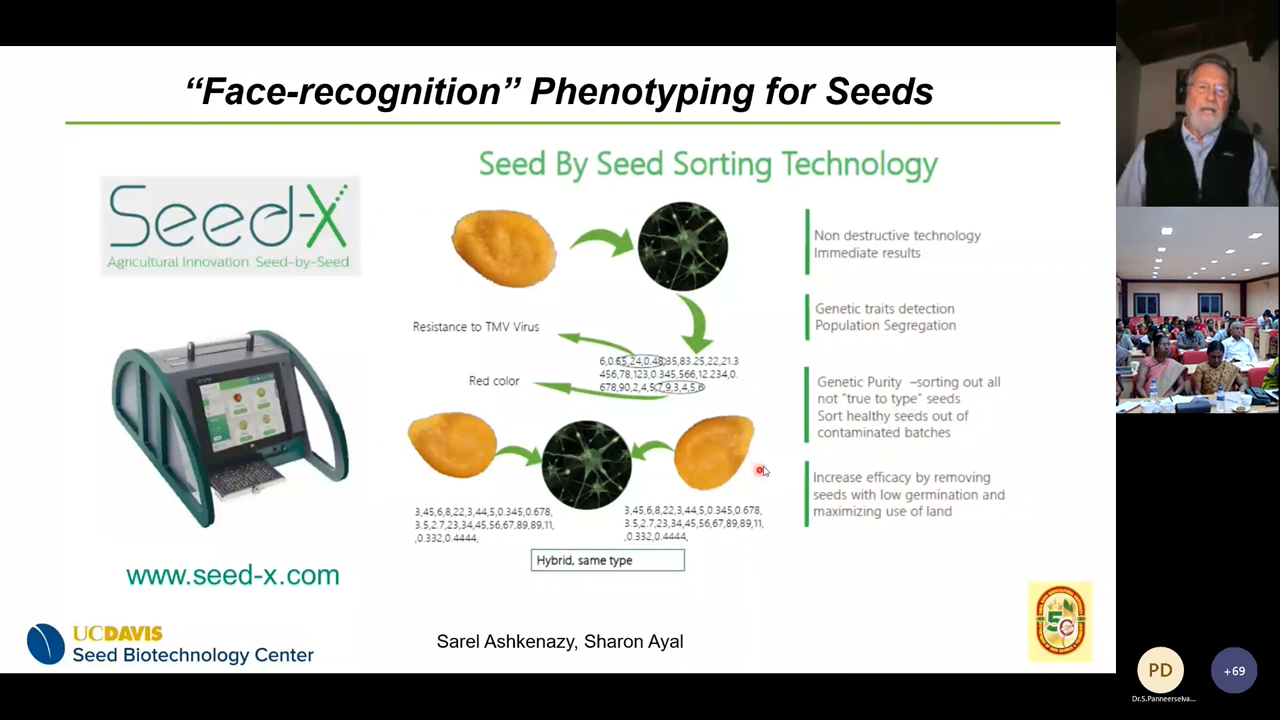 “Face-recognition” Phenotyping for Seeds
Seed-X
Agricultural Innovation. Seed-by-Seed.
www.seed-x.com
Seed By Seed Sorting Technology
Resistance to TMV Virus
Red color
6,0.65,24,0.48,35,83.25,22,21.3
456,78,123,0.345,566,12.234,0.
678,90,2,4,5,7,9,3,4,5,6
3,45,6,8,22,3,44,5,0.345,0.678,
3.5,2.7,23,34,45,56,67,89,89,11,
,0.332,0.4444,
3,45,6,8,22,3,44,5,0.345,0.678,
3.5,2.7,23,34,45,56,67,89,89,11,
,0.332,0.4444,
Hybrid, same type
Non destructive technology
Immediate results
Genetic traits detection
Population Segregation
Genetic Purity –sorting out all
not “true to type” seeds
Sort healthy seeds out of
contaminated batches
Increase efficacy by removing
seeds with low germination and
maximizing use of land
UCDAVIS
Seed Biotechnology Center
Sarel Ashkenazy, Sharon Ayal
PD
Dr.S.Panneerselva...
+69